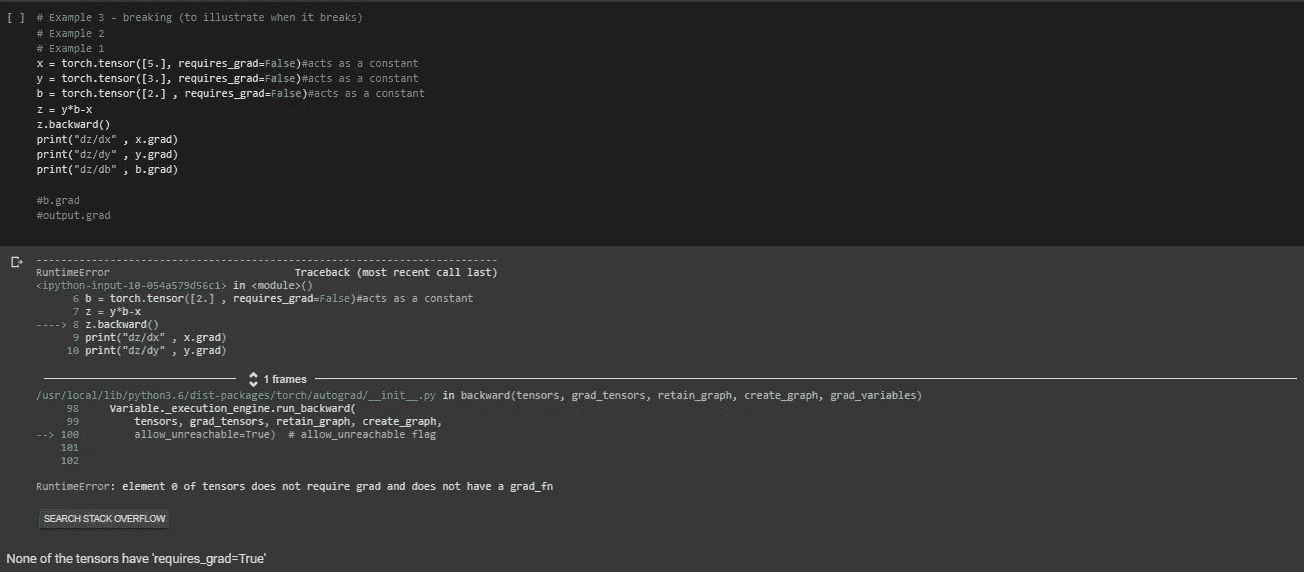 [ ] # Example 3 - breaking (to illustrate when it breaks)
# Example 2
# Example 1
x = torch.tensor([5.], requires_grad=False)#acts as a constant
y = torch.tensor([3.], requires_grad=False)#acts as a constant
b = torch.tensor([2.] , requires_grad=False)#acts as a constant
z = y*b-x
z.backward()
print("dz/dx" , x.grad)
print("dz/dy" , y.grad)
print("dz/db" , b.grad)
#b.grad
#output.grad
---------------------------------------------------------------------------
RuntimeError Traceback (most recent call last)
<ipython-input-10-054a579d56c1> in <module>()
6 b = torch.tensor([2.] , requires_grad=False)#acts as a constant
7 z = y*b-x
----> 8 z.backward()
9 print("dz/dx" , x.grad)
10 print("dz/dy" , y.grad)
1 frames
/usr/local/lib/python3.6/dist-packages/torch/autograd/__init__.py in backward(tensors, grad_tensors, retain_graph, create_graph, grad_variables)
98 Variable._execution_engine.run_backward(
99 tensors, grad_tensors, retain_graph, create_graph,
--> 100 allow_unreachable=True) # allow_unreachable flag
101
102
RuntimeError: element 0 of tensors does not require grad and does not have a grad_fn
SEARCH STACK OVERFLOW
None of the tensors have 'requires_grad=True'